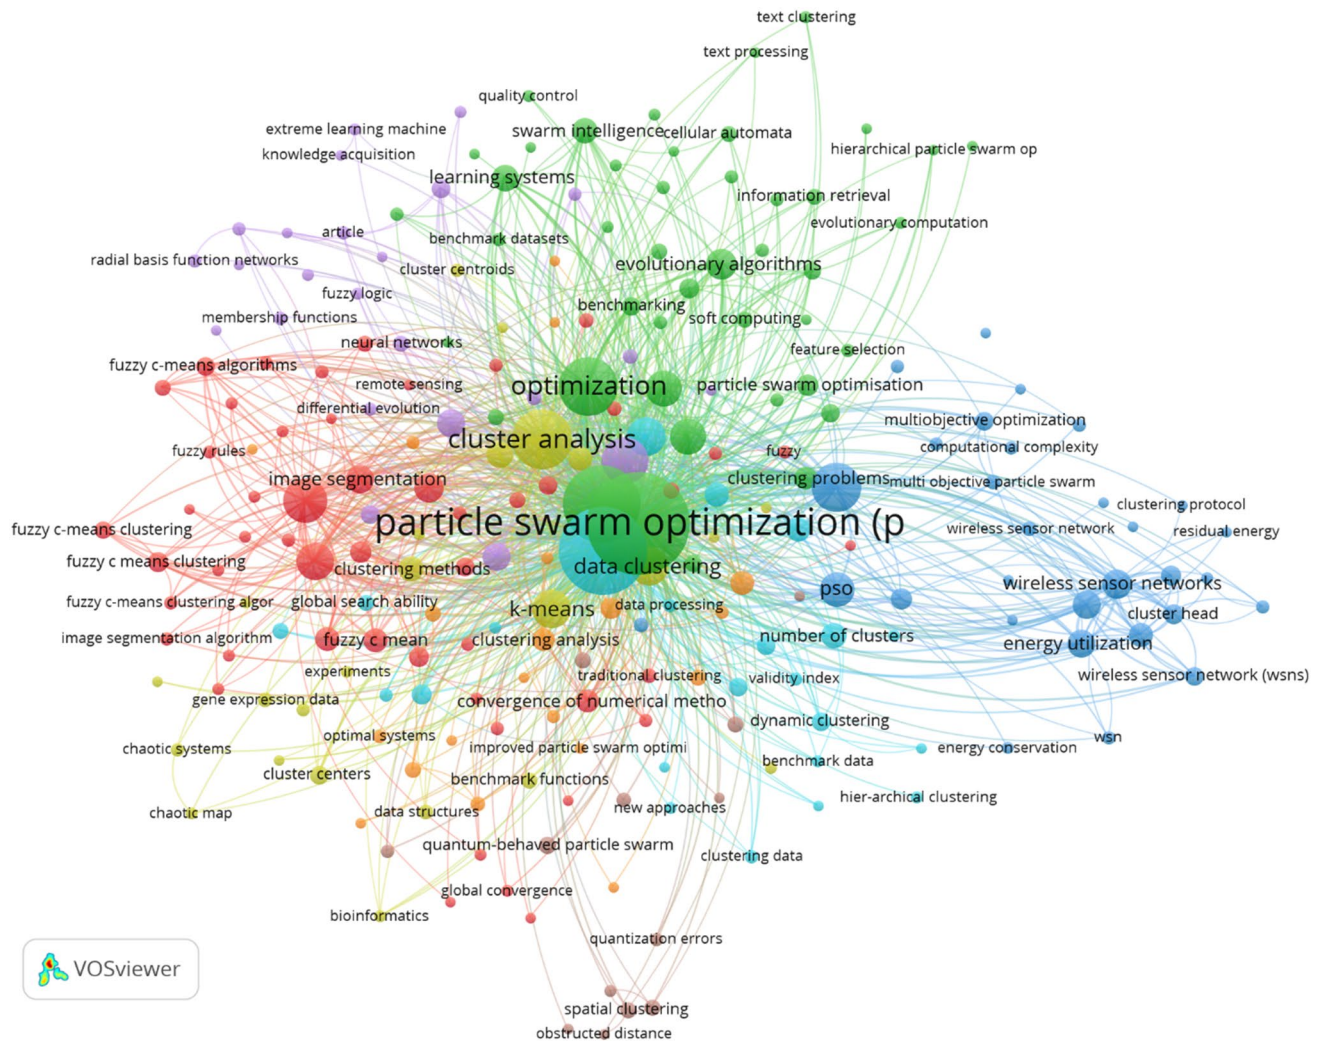 text clustering
text processing
quality control
extreme learning machine
swarm intelligence
cellular automata
knowledge acquisition
hierarchical particle swarm op
learning systems
information retrieval
evolutionary computation
article
benchmark datasets
radial basis function networks
cluster centroids
evolutionary algorithms
fuzzy logic
benchmarking
membership functions
soft computing
neural networks
feature selection
fuzzy c-means algorithms
remote sensing
optimization
particle swarm optimisation
differential evolution
multiobjective optimization
cluster analysis
computational complexity
fuzzy rules
fuzzy
image segmentation
clustering problems
multi objective particle swarm
clustering protocol
particle swarm optimization (p
fuzzy c-means clustering
wireless sensor network
residual energy
fuzzy c means clustering
clustering methods
data clustering
wireless sensor networks
pso
fuzzy c-means clustering algor
global search ability
k-means
data processing
cluster head
image segmentation algorithm
fuzzy c mean
clustering analysis
number of clusters
energy utilization
experiments
traditional clustering
validity index
wireless sensor network (wsns)
gene expression data
convergence of numerical metho
dynamic clustering
optimal systems
wsn
chaotic systems
improved particle swarm optimi
energy conservation
cluster centers
benchmark functions
benchmark data
hier-archical clustering
chaotic map
data structures
new approaches
quantum-behaved particle swarm
clustering data
global convergence
bioinformatics
quantization errors
VOSviewer
spatial clustering
obstructed distance